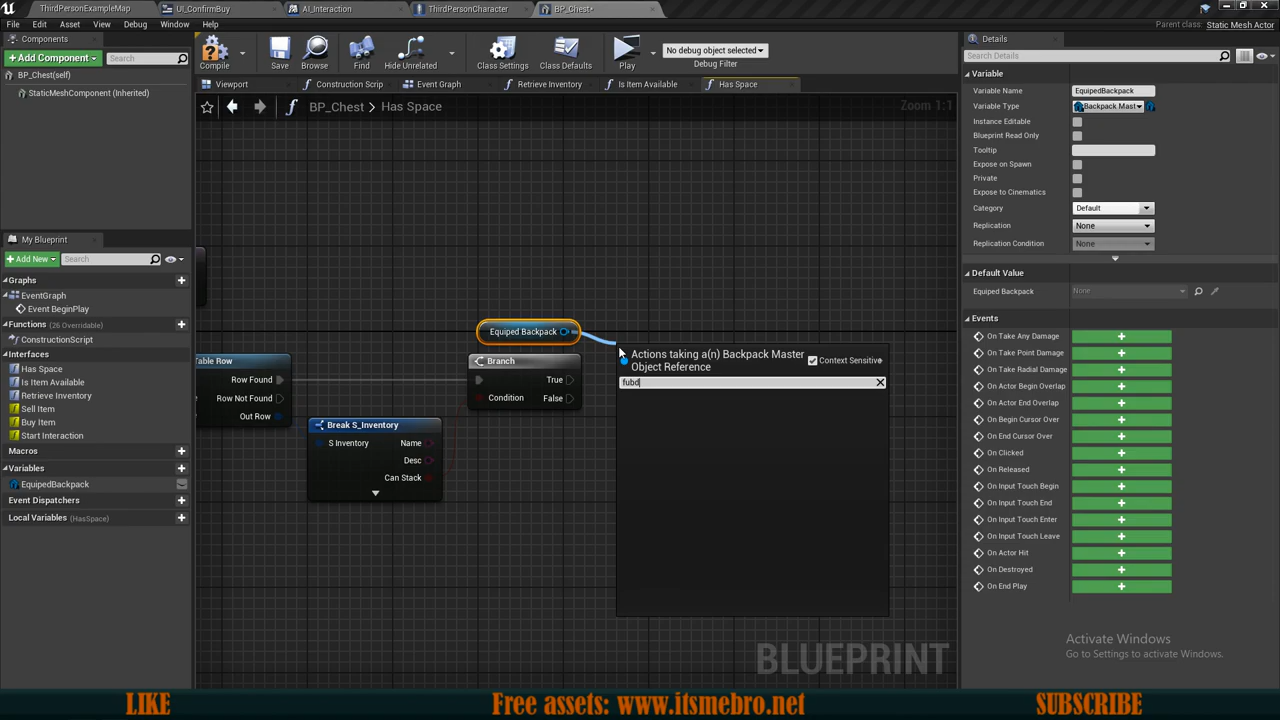 ThirdPersonExampleMap
UI_ConfirmBuy
AI_Interaction
ThirdPersonCharacter
BP_Chest*
File Edit Asset View Debug Window Help
Parent class: Static Mesh Actor
Components
+ Add Component
Search
BP_Chest(self)
StaticMeshComponent (Inherited)
Compile
Save
Browse
Find
Hide Unrelated
Class Settings
Class Defaults
Play
No debug object selected
Debug Filter
Viewport
Construction Scrip
Event Graph
Retrieve Inventory
Is Item Available
Has Space
BP_Chest
Has Space
Zoom 1:1
My Blueprint
+ Add New
Search
Graphs
EventGraph
Event BeginPlay
Functions (26 Overridable)
ConstructionScript
Interfaces
Has Space
Is Item Available
Retrieve Inventory
Sell Item
Buy Item
Start Interaction
Macros
Variables
EquipedBackpack
Event Dispatchers
Local Variables (HasSpace)
Equiped Backpack
Table Row
Row Found
Row Not Found
Out Row
Branch
True
Condition
False
Break S_Inventory
S Inventory
Name
Desc
Can Stack
Actions taking a(n) Backpack Master
Object Reference
Context Sensitive
fubd
BLUEPRINT
Details
Search Details
Variable
Variable Name
EquipedBackpack
Variable Type
Backpack Mast
Instance Editable
Blueprint Read Only
Tooltip
Expose on Spawn
Private
Expose to Cinematics
Category
Default
Replication
None
Replication Condition
None
Default Value
Equiped Backpack
None
Events
On Take Any Damage
On Take Point Damage
On Take Radial Damage
On Actor Begin Overlap
On Actor End Overlap
On Begin Cursor Over
On End Cursor Over
On Clicked
On Released
On Input Touch Begin
On Input Touch End
On Input Touch Enter
On Input Touch Leave
On Actor Hit
On Destroyed
On End Play
Activate Windows
Go to Settings to activate Windows.
LIKE
Free assets: www.itsmebro.net
SUBSCRIBE